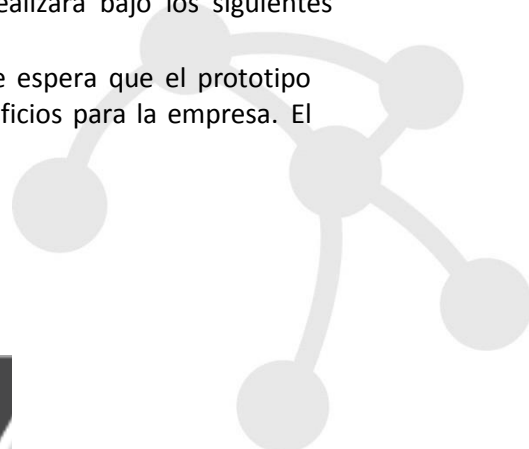 ealizará bajo los siguientes
e espera que el prototipo
ficios para la empresa. El